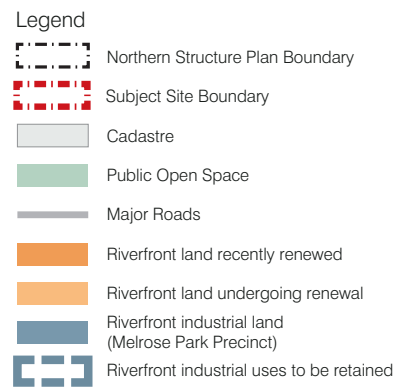 Legend
Northern Structure Plan Boundary
Subject Site Boundary
Cadastre
Public Open Space
Major Roads
Riverfront land recently renewed
Riverfront land undergoing renewal
Riverfront industrial land
(Melrose Park Precinct)
Riverfront industrial uses to be retained